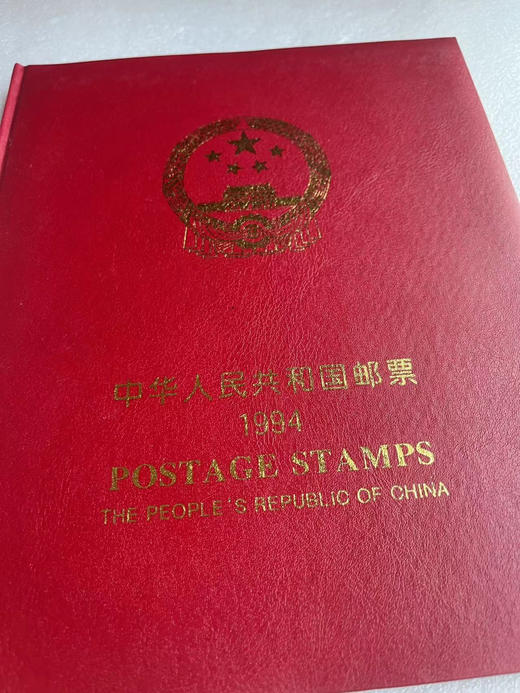 中华人民共和国邮票
1994
POSTAGE STAMPS
THE PEOPLE'S REPUBLIC OF CHINA